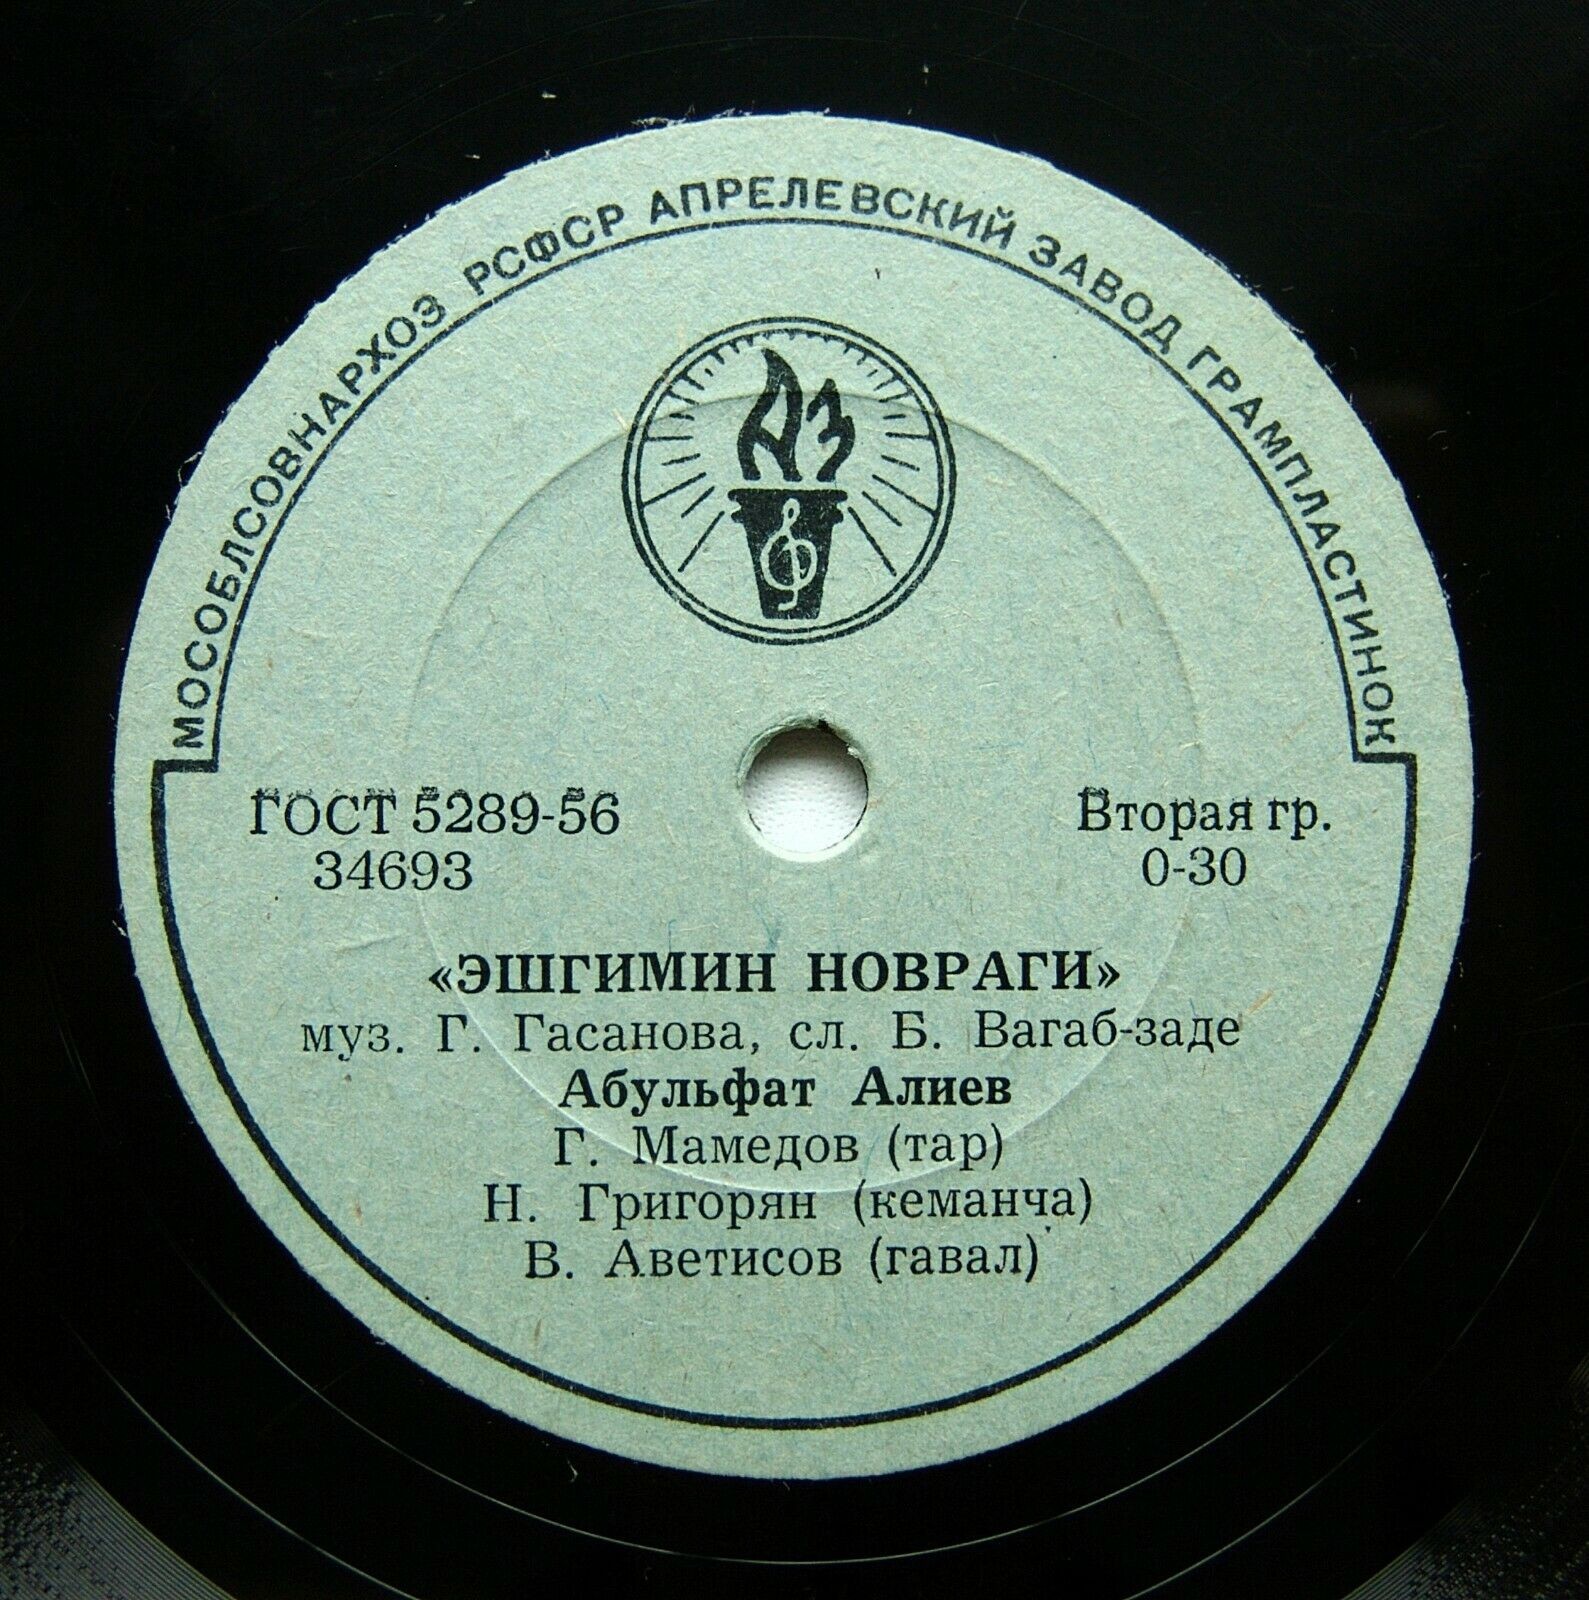 МОСОБЛСОВНАРХОЗ РСФСР АПРЕЛЕВСКИЙ ЗАВОД ГРАМПЛАСТИНОК
АЗ
ГОСТ 5289-56
34693
Вторая гр.
0-30
«ЭШГИМИН НОВРАГИ»
муз. Г. Гасанова, сл. Б. Вагаб-заде
Абульфат Алиев
Г. Мамедов (тар)
Н. Григорян (кеманча)
В. Аветисов (гавал)